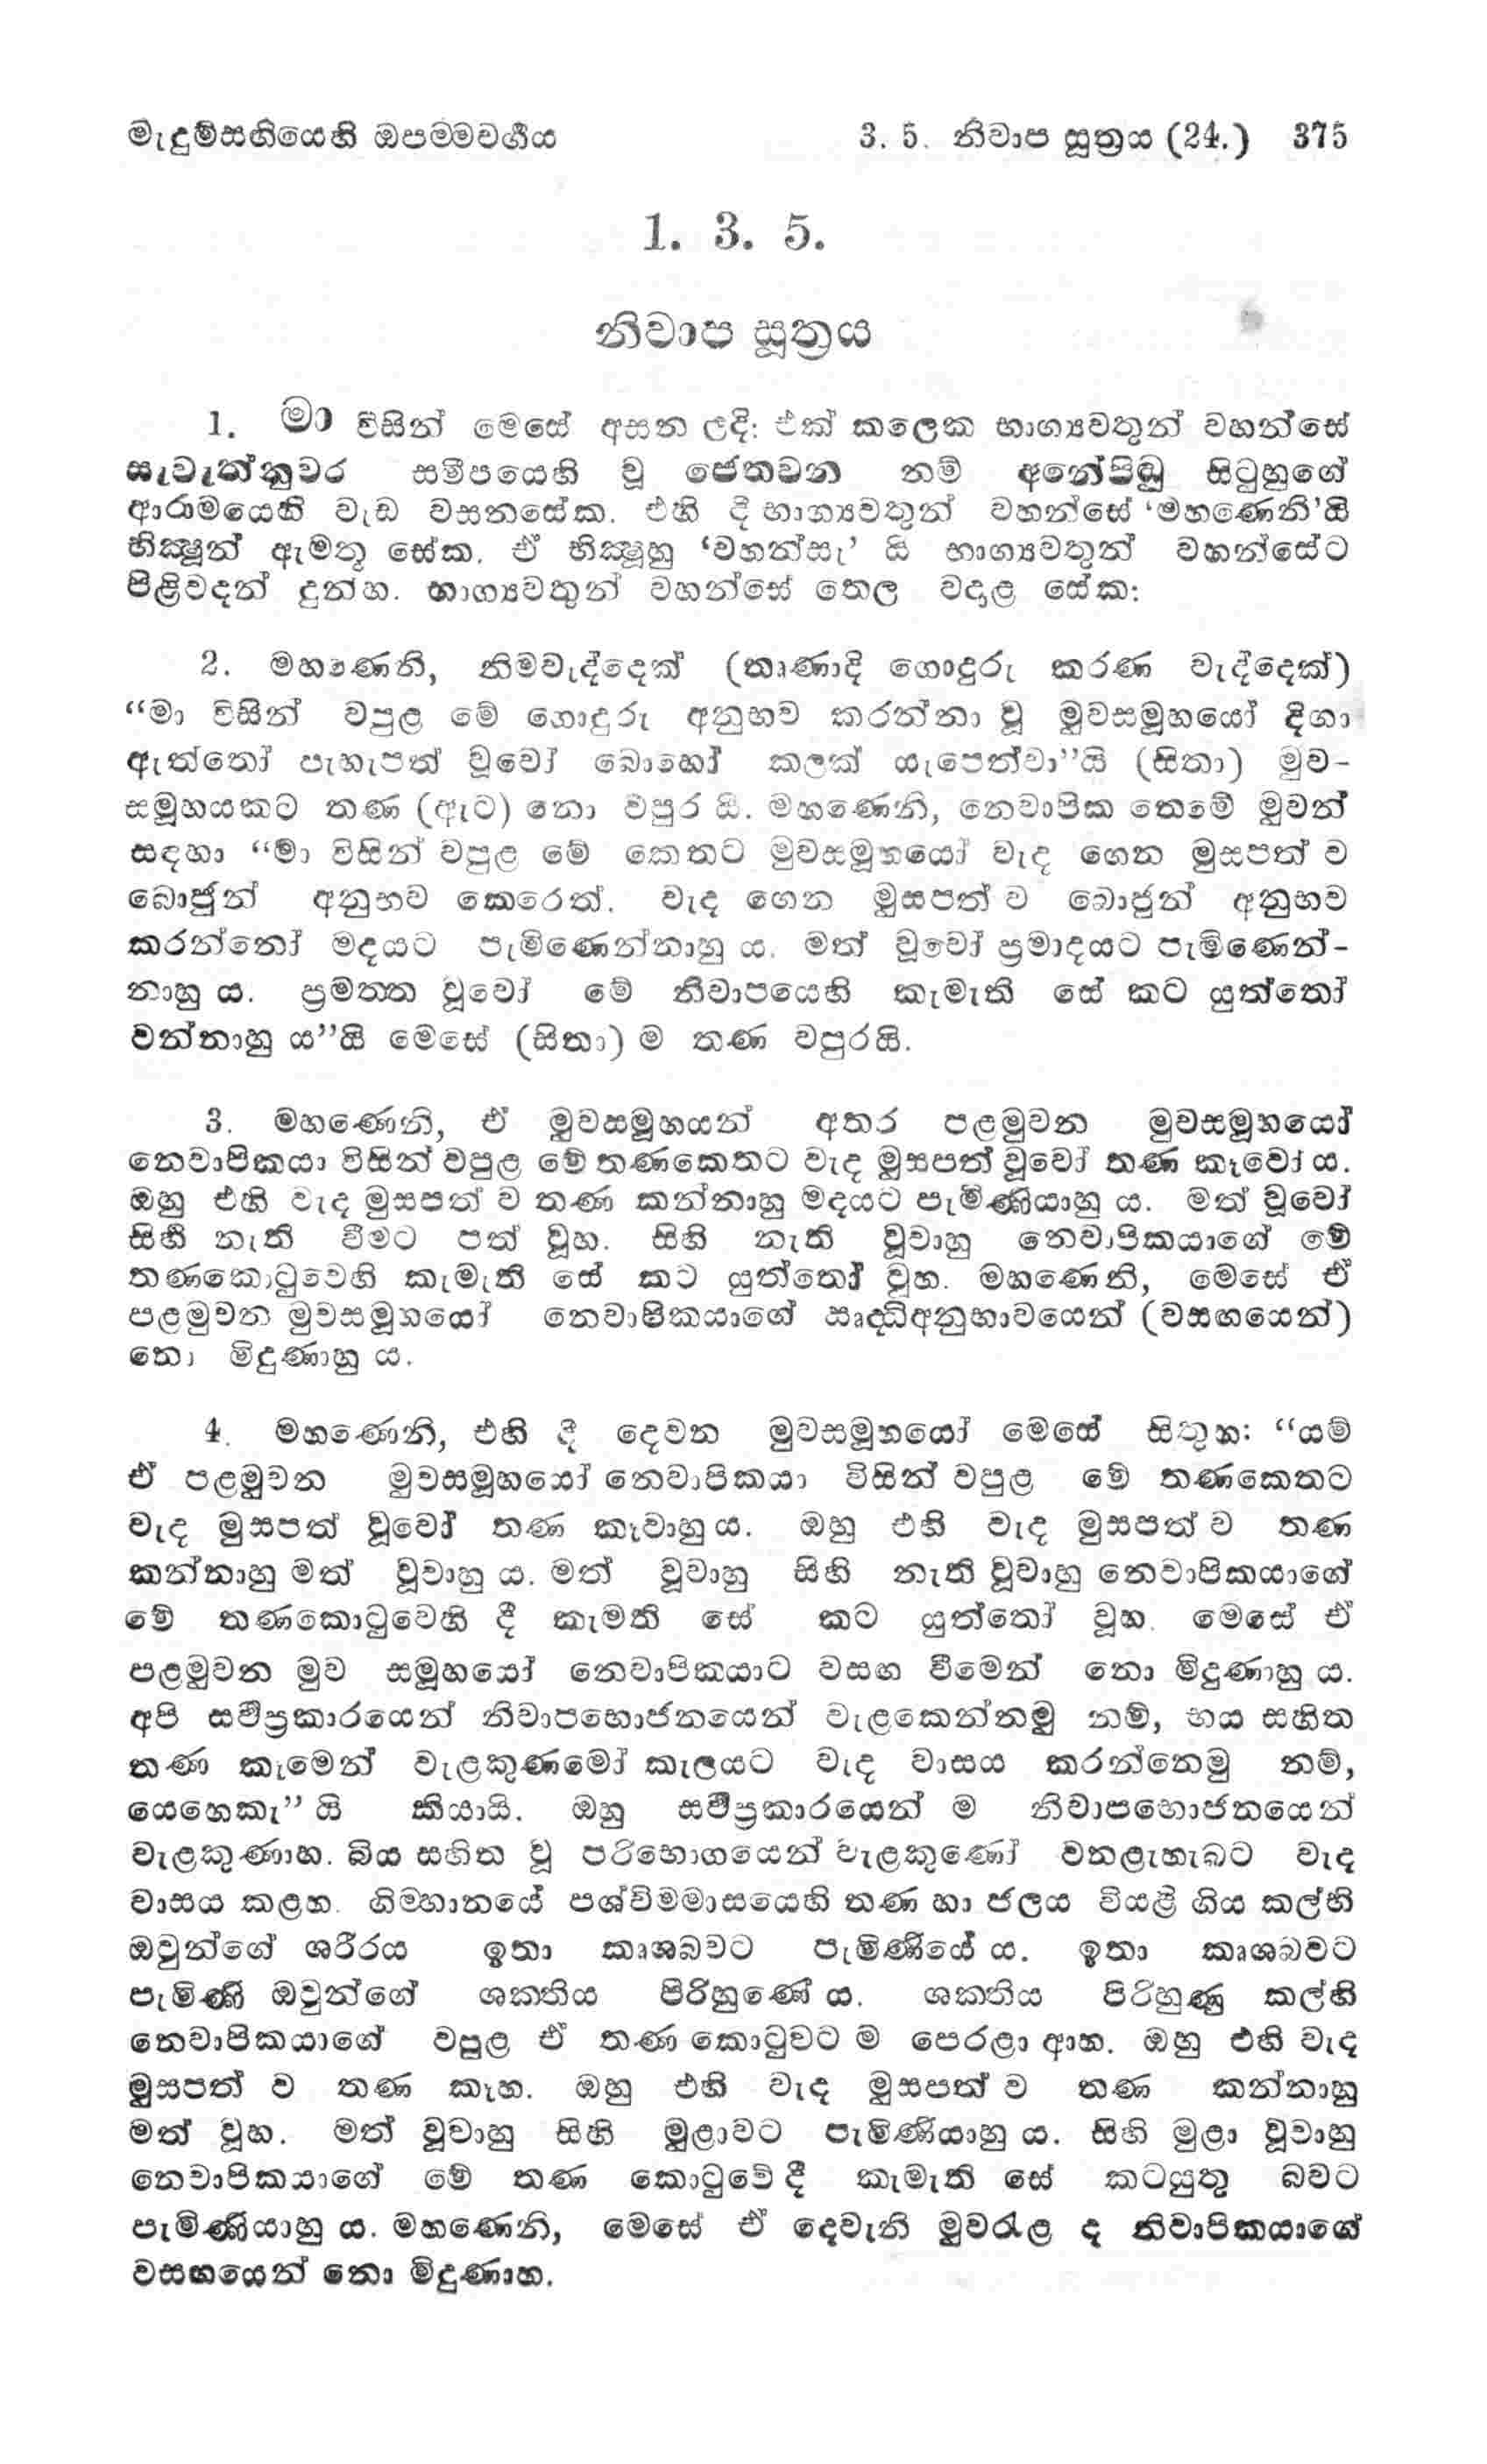 මැදුම්සඟියෙහි ඔපම්මවර්‍ගය 3. 5. නිවාප සූත්‍රය (24.) 375
1. 3. 5.
නිවාප සූත්‍රය
1. මා විසින් මෙසේ අසන ලදි: එක් කලෙක භාග්‍යවතුන් වහන්සේ
සැවැත්නුවර සමීපයෙහි වූ ජේතවන නම් අනේපිඬු සිටුහුගේ
ආරාමයෙහි වැඩ වසනසේක. එහි දී භාග්‍යවතුන් වහන්සේ ‘මහණෙනි’යි
භික්‍ෂූන් ඇමතූ සේක. ඒ භික්‍ෂූහු ‘වහන්සැ’ යි භාග්‍යවතුන් වහන්සේට
පිළිවදන් දුන්හ. භාග්‍යවතුන් වහන්සේ තෙල වදාළ සේක:
2. මහණෙනි, නිමවැද්දෙක් (තෘණාදි ගොදුරු කරණ වැද්දෙක්)
“මා විසින් වපුළ මේ ගොදුරු අනුභව කරන්නා වූ මුවසමූහයෝ දිගා
ඇත්තෝ පැහැපත් වූවෝ බොහෝ කලක් යැපෙත්වා”යි (සිතා) මුව-
සමූහයකට තණ (ඇට) නො වපුර යි. මහණෙනි, නෙවාපික තෙමේ මුවන්
සඳහා “මා විසින් වපුළ මේ කෙතට මුවසමූහයෝ වැද ගෙන මුසපත් ව
බොජුන් අනුභව කෙරෙත්. වැද ගෙන මුසපත් ව බොජුන් අනුභව
කරන්නෝ මදයට පැමිණෙන්නාහු ය. මත් වූවෝ ප්‍රමාදයට පැමිණෙන්-
නාහු ය. ප්‍රමත්ත වූවෝ මේ නිවාපයෙහි කැමැති සේ කට යුත්තෝ
වන්නාහු ය”යි මෙසේ (සිතා) ම තණ වපුරයි.
3. මහණෙනි, ඒ මුවසමූහයන් අතර පළමුවන මුවසමූහයෝ
නෙවාපිකයා විසින් වපුළ මේ තණකෙතට වැද මුසපත් වූවෝ තණ කෑවෝ ය.
ඔහු එහි වැද මුසපත් ව තණ කන්නාහු මදයට පැමිණියාහු ය. මත් වූවෝ
සිහි නැති වීමට පත් වූහ. සිහි නැති වූවාහු නෙවාපිකයාගේ මේ
තණකොටුවෙහි කැමැති සේ කට යුත්තෝ වූහ. මහණෙනි, මෙසේ ඒ
පළමුවන මුවසමූහයෝ නෙවාපිකයාගේ ඍද්ධිඅනුභාවයෙන් (වසඟයෙන්)
නො මිදුණාහු ය.
4. මහණෙනි, එහි දී දෙවන මුවසමූහයෝ මෙසේ සිතූහ: “යම්
ඒ පළමුවන මුවසමූහයෝ නෙවාපිකයා විසින් වපුළ මේ තණකෙතට
වැද මුසපත් වූවෝ තණ කෑවාහු ය. ඔහු එහි වැද මුසපත් ව තණ
කන්නාහු මත් වූවාහු ය. මත් වූවාහු සිහි නැති වූවාහු නෙවාපිකයාගේ
මේ තණකොටුවෙහි දී කැමති සේ කට යුත්තෝ වූහ. මෙසේ ඒ
පළමුවන මුව සමූහයෝ නෙවාපිකයාට වසඟ වීමෙන් නො මිදුණාහු ය.
අපි සර්‍වප්‍රකාරයෙන් නිවාපභොජනයෙන් වැළකෙන්නමු නම්, භය සහිත
තණ කෑමෙන් වැළකුණමෝ කැලයට වැද වාසය කරන්නෙමු නම්,
යෙහෙකැ” යි කියායි. ඔහු සර්‍වප්‍රකාරයෙන් ම නිවාපභොජනයෙන්
වැළකුණාහ. බිය සහිත වූ පරිභොගයෙන් වැළකුණෝ වනළැහැබට වැද
වාසය කළහ. ගිම්හානයේ පශ්චිමමාසයෙහි තණ හා ජලය වියළී ගිය කල්හි
ඔවුන්ගේ ශරීරය ඉතා කෘශබවට පැමිණියේ ය. ඉතා කෘශබවට
පැමිණි ඔවුන්ගේ ශක්තිය පිරිහුණේ ය. ශක්තිය පිරිහුණු කල්හි
නෙවාපිකයාගේ වපුළ ඒ තණ කොටුවට ම පෙරළා ආහ. ඔහු එහි වැද
මුසපත් ව තණ කෑහ. ඔහු එහි වැද මුසපත් ව තණ කන්නාහු
මත් වූහ. මත් වූවාහු සිහි මුළාවට පැමිණියාහු ය. සිහි මුළා වූවාහු
නෙවාපිකයාගේ මේ තණ කොටුවේ දී කැමැති සේ කටයුතු බවට
පැමිණියාහු ය. මහණෙනි, මෙසේ ඒ දෙවැනි මුවරැළ ද නිවාපිකයාගේ
වසඟයෙන් නො මිදුණාහ.